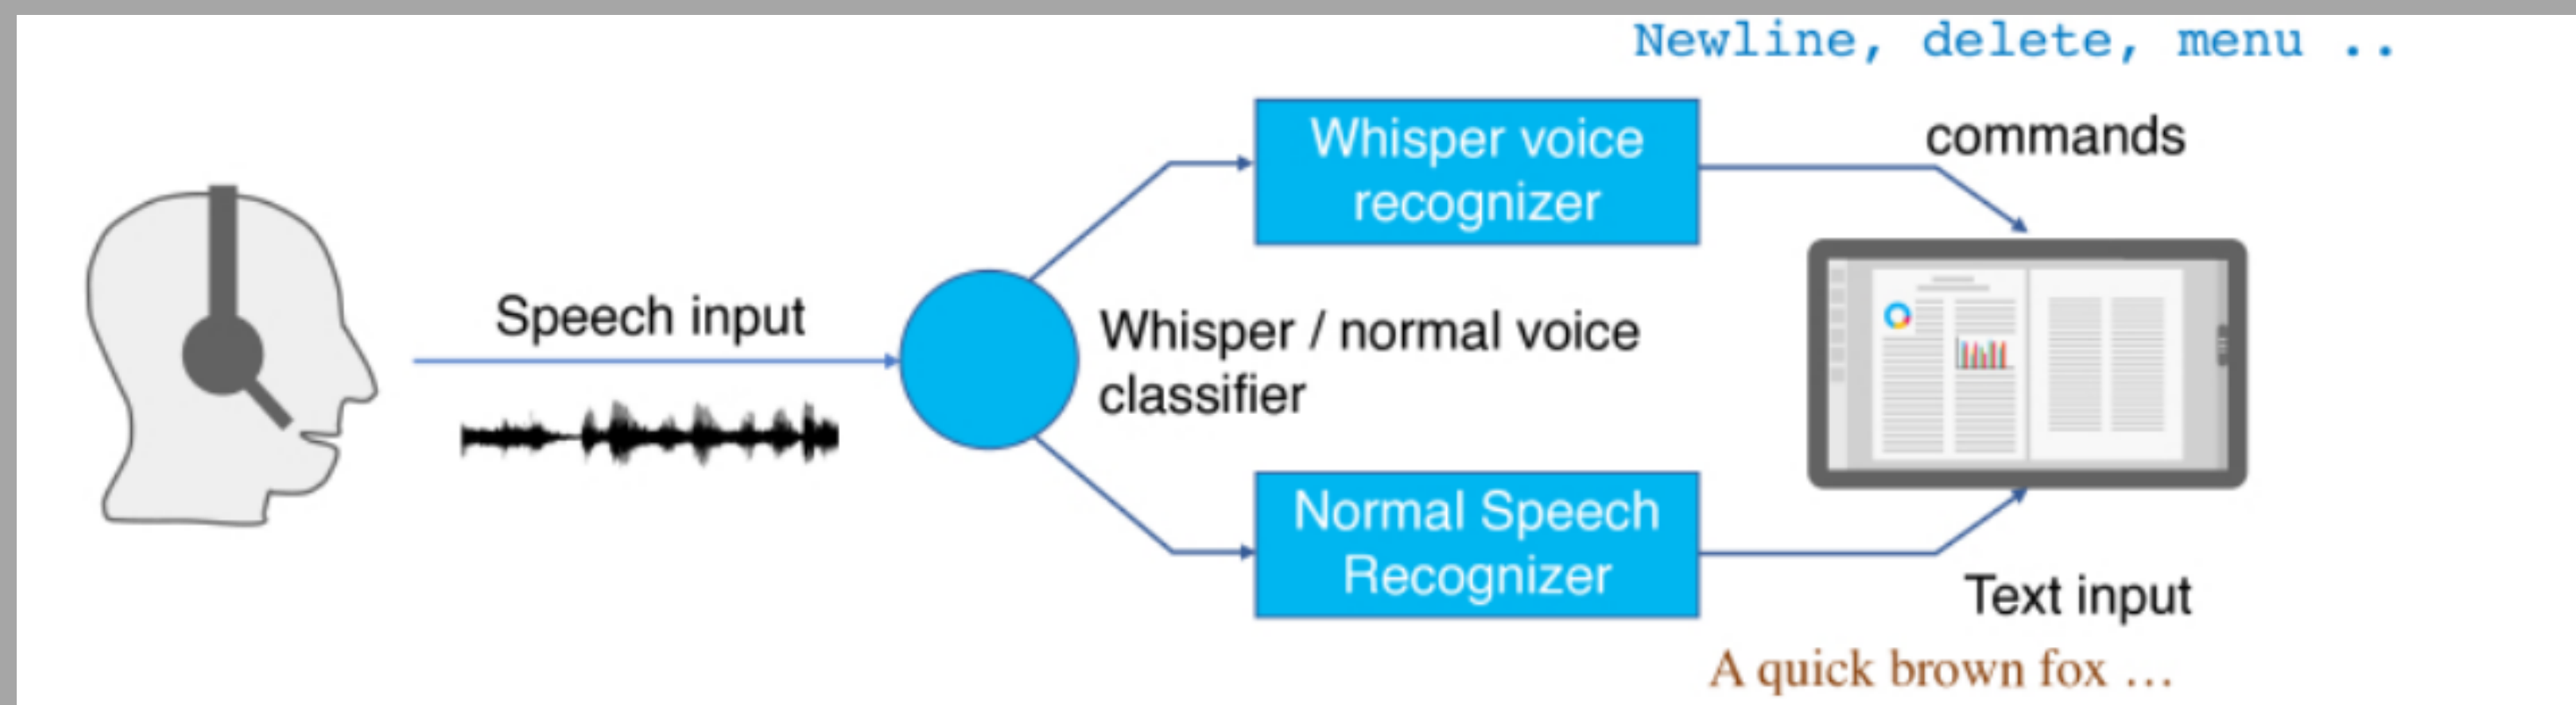 Newline, delete, menu ..
commands
Whisper voice
recognizer
Speech input
Whisper / normal voice
classifier
Normal Speech
Recognizer
Text input
A quick brown fox …